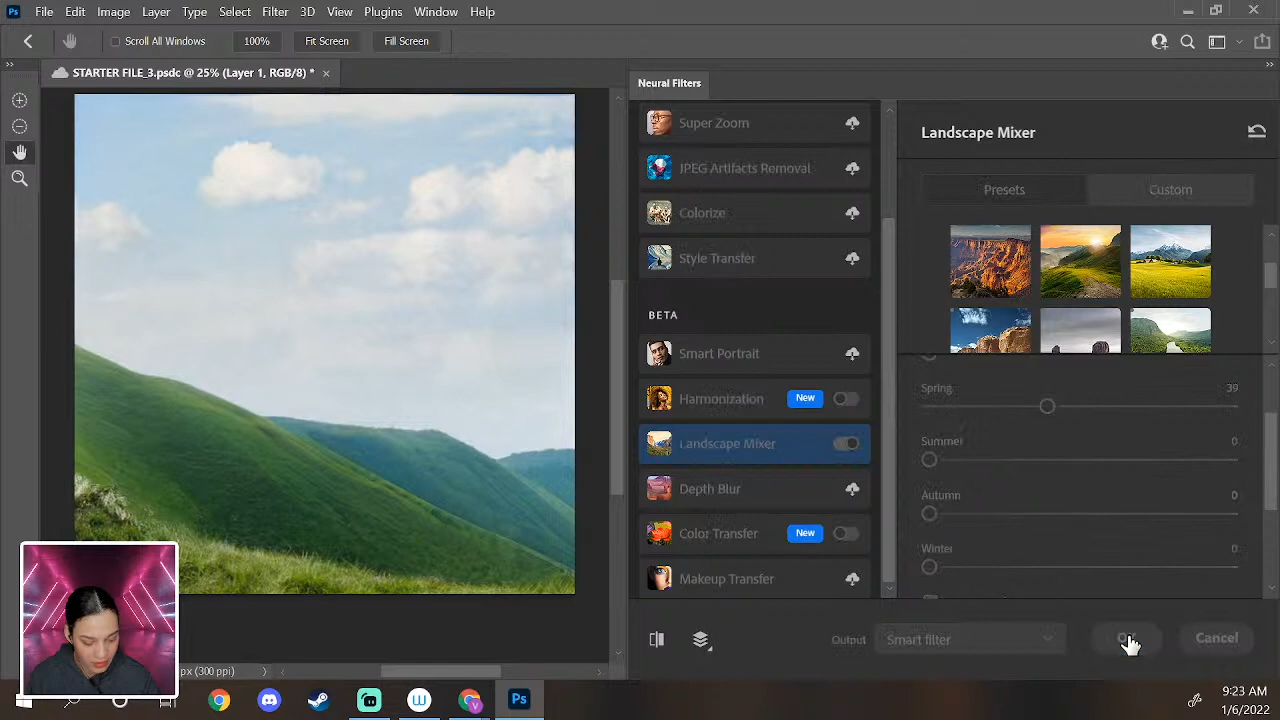 Ps File Edit Image Layer Type Select Filter 3D View Plugins Window Help
Scroll All Windows 100% Fit Screen Fill Screen
STARTER FILE_3.psdc @ 25% (Layer 1, RGB/8) *
Neural Filters
Super Zoom
JPEG Artifacts Removal
Colorize
Style Transfer
BETA
Smart Portrait
Harmonization New
Landscape Mixer
Depth Blur
Color Transfer New
Makeup Transfer
Landscape Mixer
Presets Custom
Spring 39
Summer 0
Autumn 0
Winter 0
Output Smart filter Cancel
px (300 ppi)
W
V
Ps
9:23 AM
1/6/2022